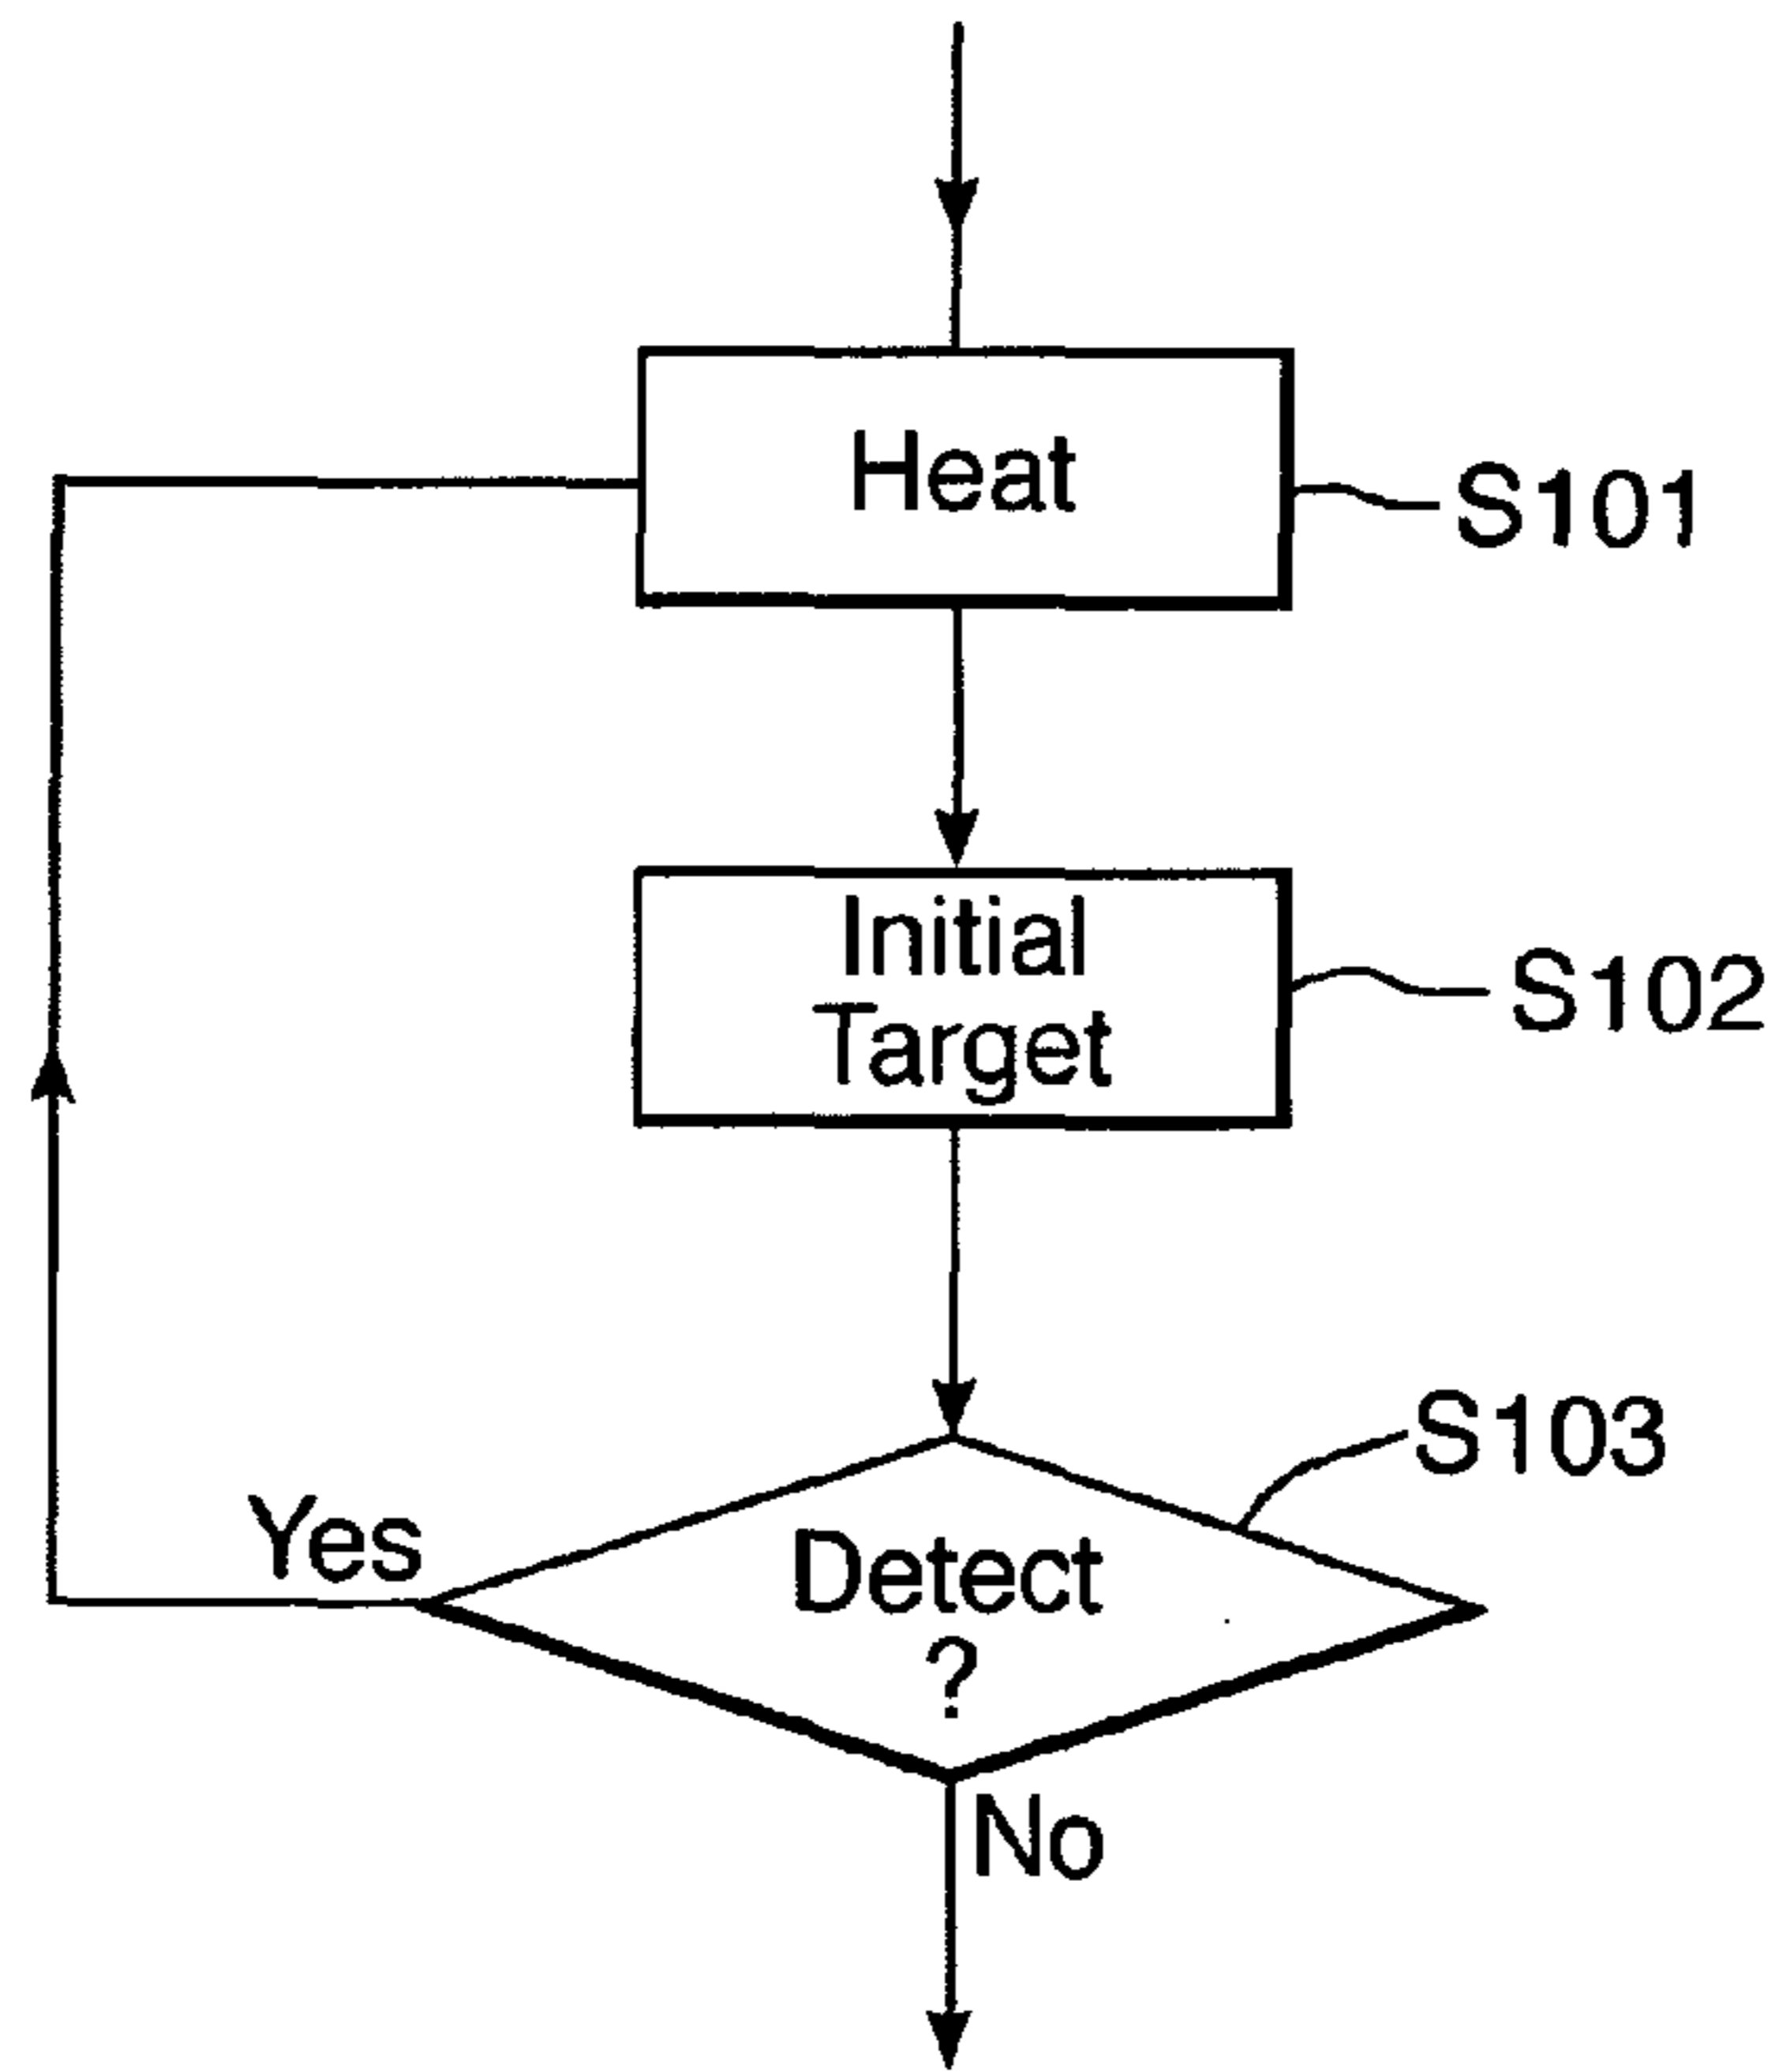 Heat
S101
Initial
Target
S102
S103
Yes
Detect
?
No